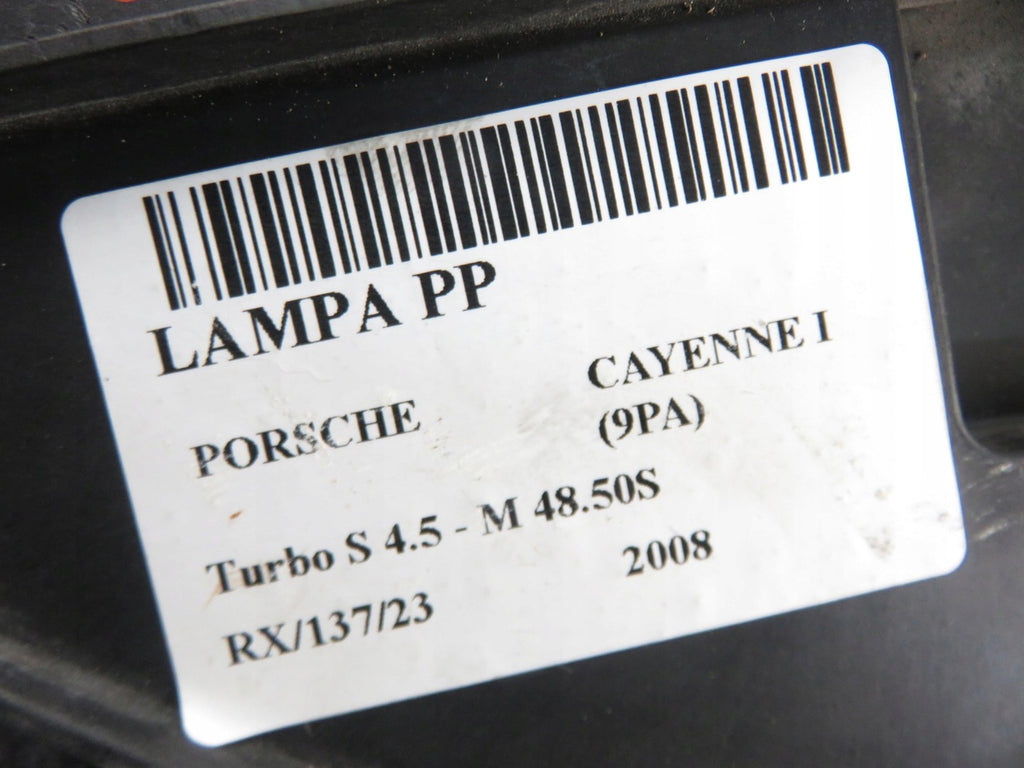 LAMPA PP
PORSCHE CAYENNE I
(9PA)
Turbo S 4.5 - M 48.50S
RX/137/23 2008